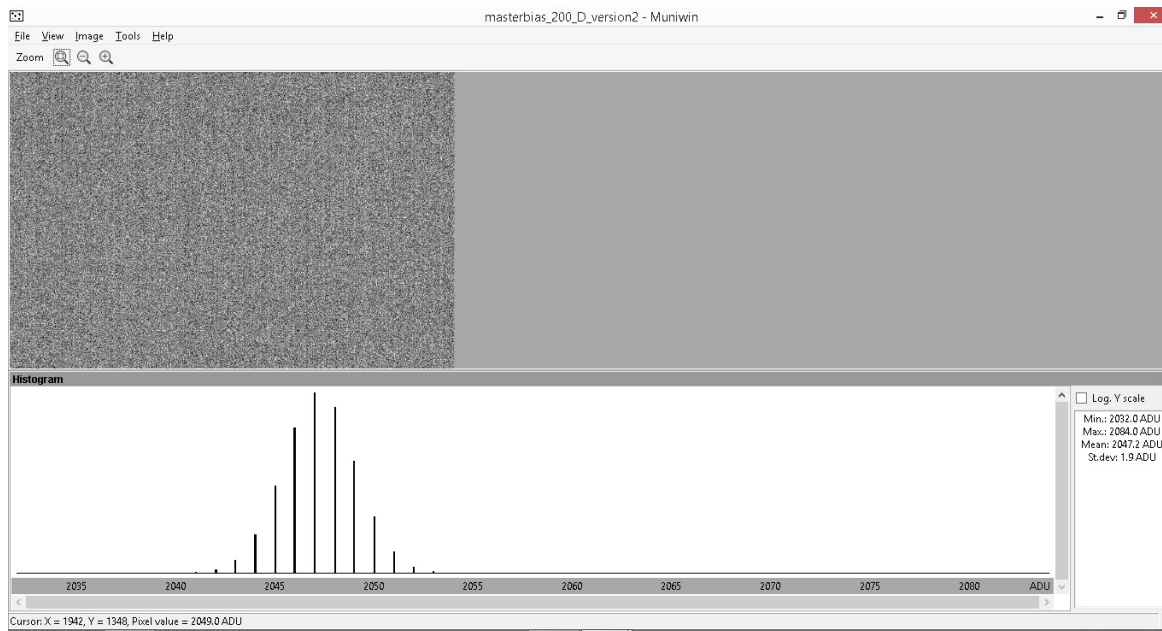 masterbias_200_D_version2 - Muniwin
File View Image Tools Help
Zoom
Histogram
Log. Y scale
Min.: 2032.0 ADU
Max.: 2084.0 ADU
Mean: 2047.2 ADU
St.dev: 1.9 ADU
2035 2040 2045 2050 2055 2060 2065 2070 2075 2080 ADU
Cursor: X = 1942, Y = 1348, Pixel value = 2049.0 ADU